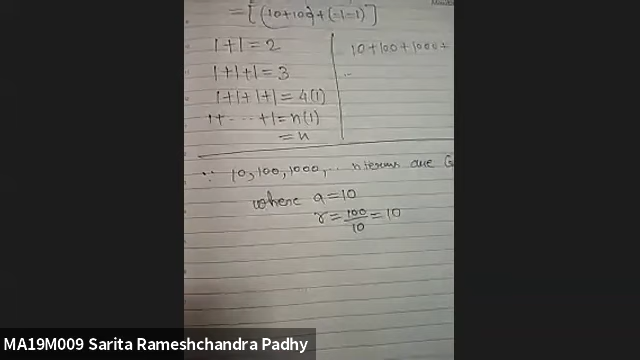 = [(10+100)+(-1-1)]
1+1=2
1+1+1=3
1+1+1+1=4(1)
1+-...+1=n(1)
=n
10+100+1000+
..
∵ 10,100,1000,... n terms are G
where a=10
r=100/10=10
MA19M009 Sarita Rameshchandra Padhy